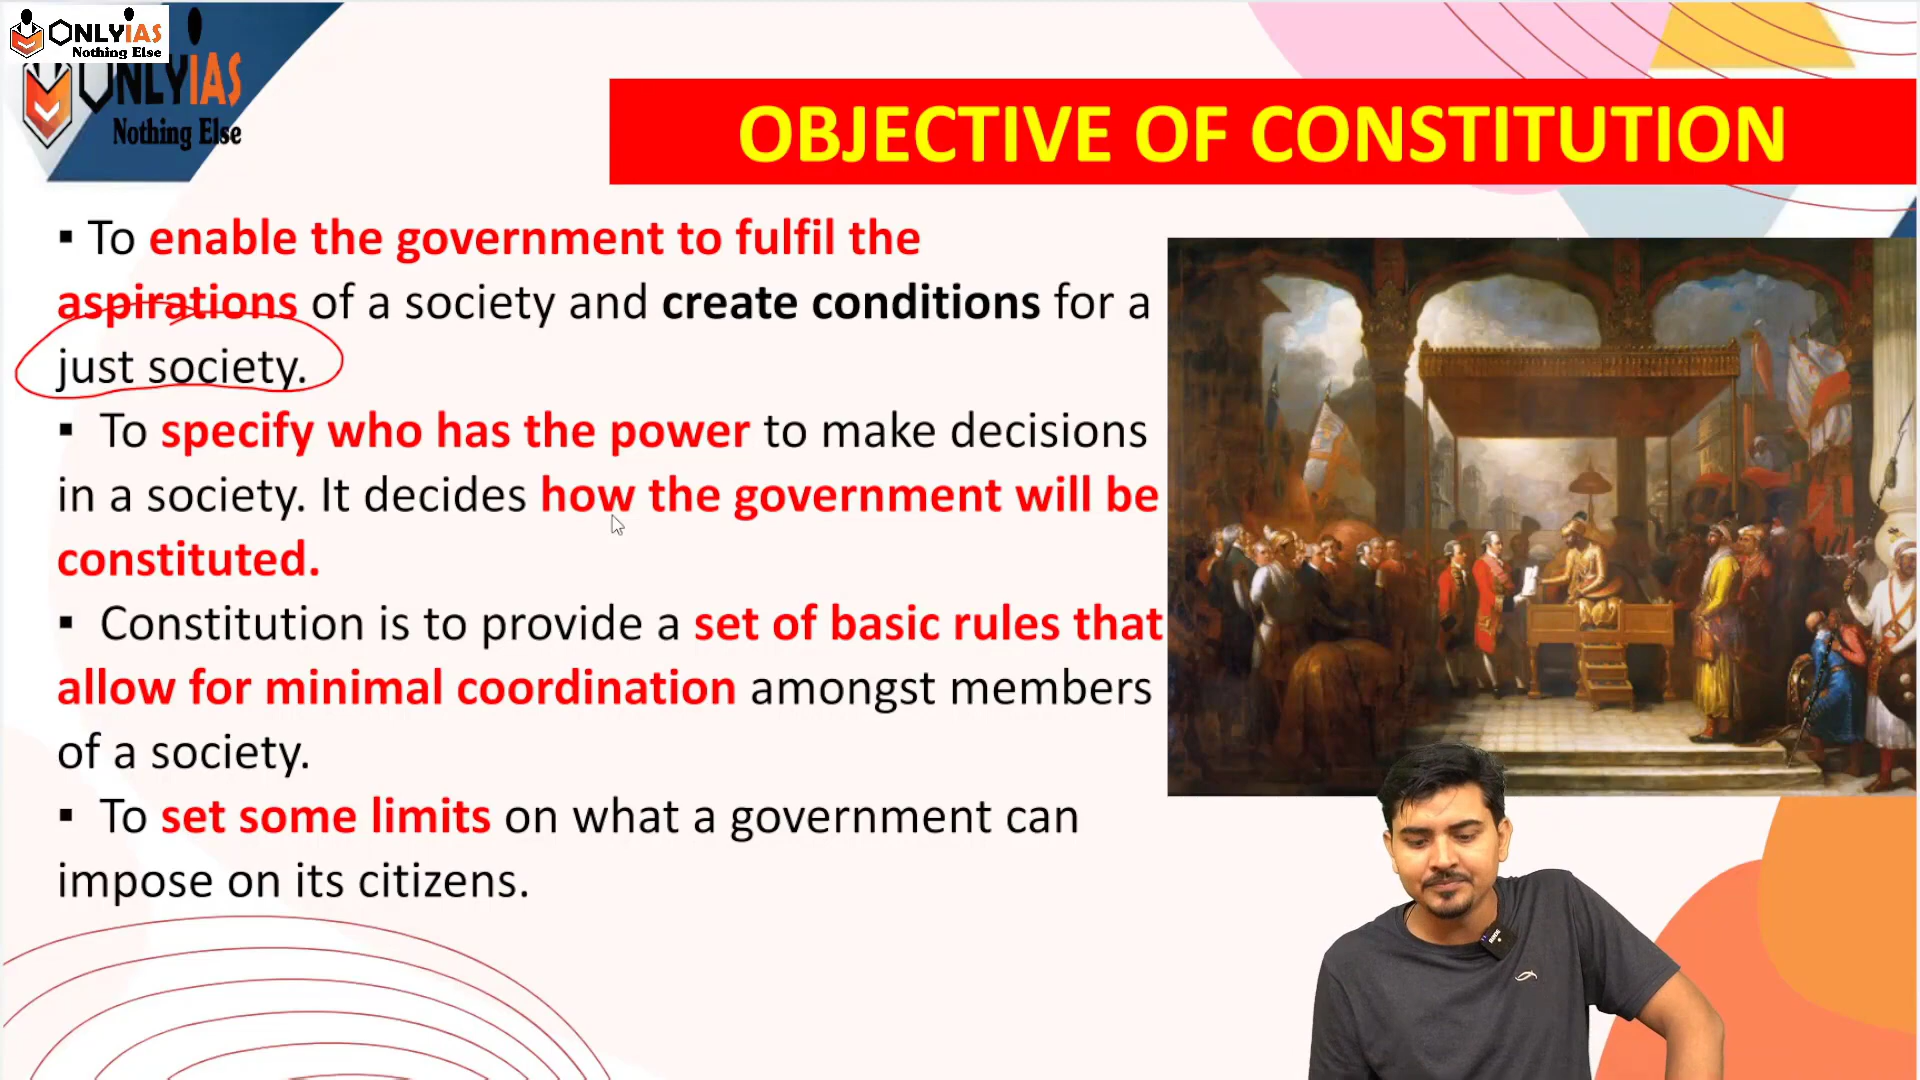 ONLYIAS
Nothing Else
ONLYIAS
Nothing Else
OBJECTIVE OF CONSTITUTION
▪ To enable the government to fulfil the
aspirations of a society and create conditions for a
just society.
▪ To specify who has the power to make decisions
in a society. It decides how the government will be
constituted.
▪ Constitution is to provide a set of basic rules that
allow for minimal coordination amongst members
of a society.
▪ To set some limits on what a government can
impose on its citizens.